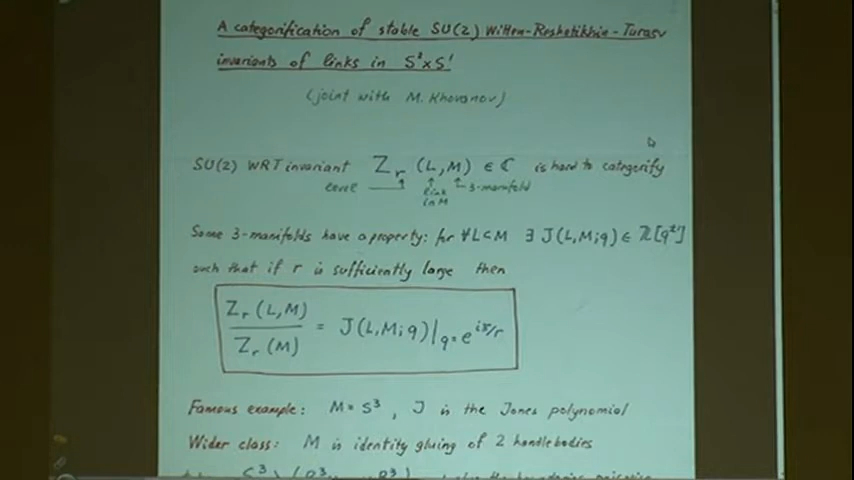 A categorification of stable SU(2) Witten-Reshetikhin-Turaev
invariants of links in S²×S¹
(joint with M. Khovanov)
SU(2) WRT invariant Z_r (L, M) ∈ ℂ is hard to categorify
level link in M 3-manifold
Some 3-manifolds have a property: for ∀L⊂M ∃ J(L,M;q) ∈ ℤ[q^±1]
such that if r is sufficiently large then
Z_r(L,M) / Z_r(M) = J(L,M;q)|_q=e^iπ/r
Famous example: M = S³, J is the Jones polynomial
Wider class: M is identity gluing of 2 handlebodies